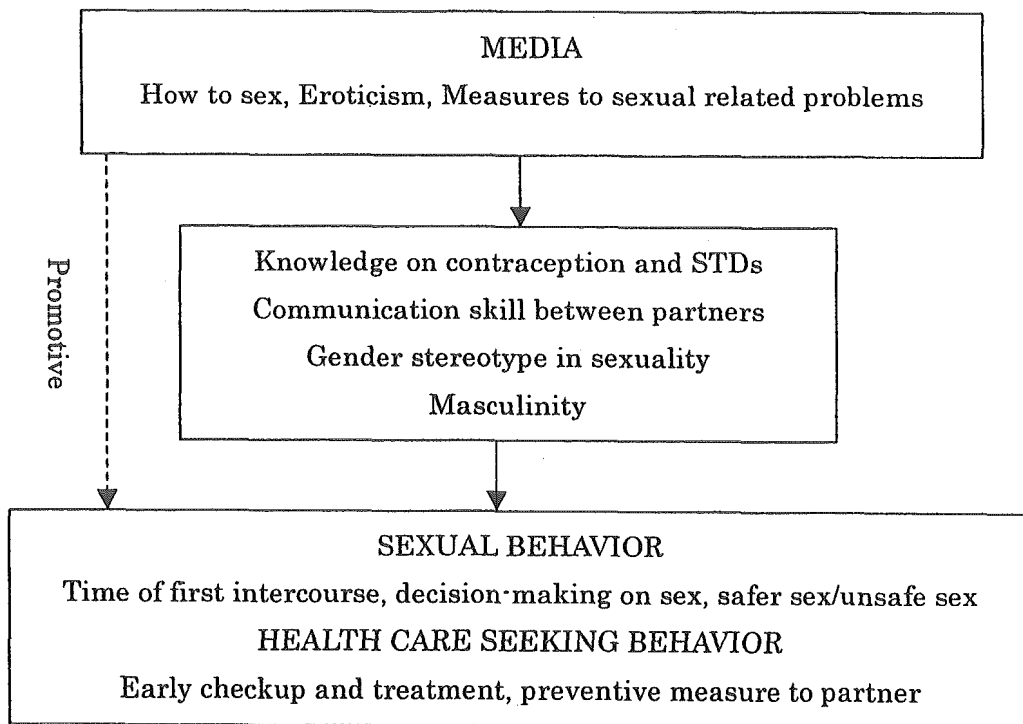 MEDIA
How to sex, Eroticism, Measures to sexual related problems
Promotive
Knowledge on contraception and STDs
Communication skill between partners
Gender stereotype in sexuality
Masculinity
SEXUAL BEHAVIOR
Time of first intercourse, decision-making on sex, safer sex/unsafe sex
HEALTH CARE SEEKING BEHAVIOR
Early checkup and treatment, preventive measure to partner